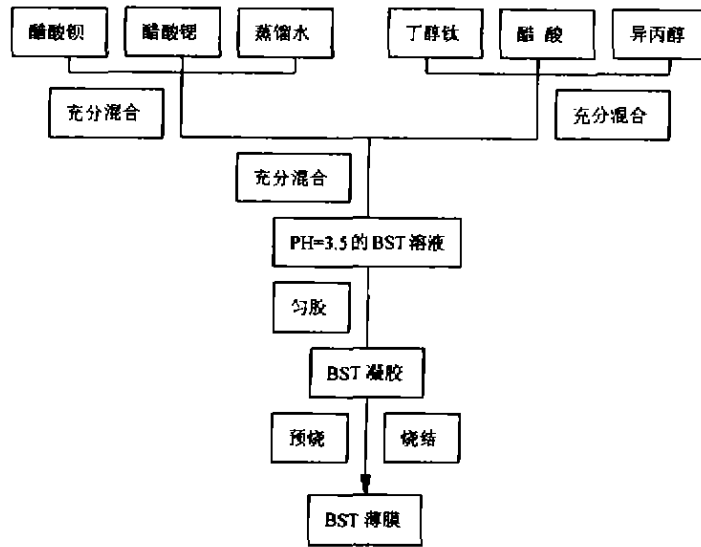 醋酸钡
醋酸锶
蒸馏水
丁醇钛
醋 酸
异丙醇
充分混合
充分混合
充分混合
PH=3.5的BST溶液
匀胶
BST凝胶
预烧
烧结
BST薄膜